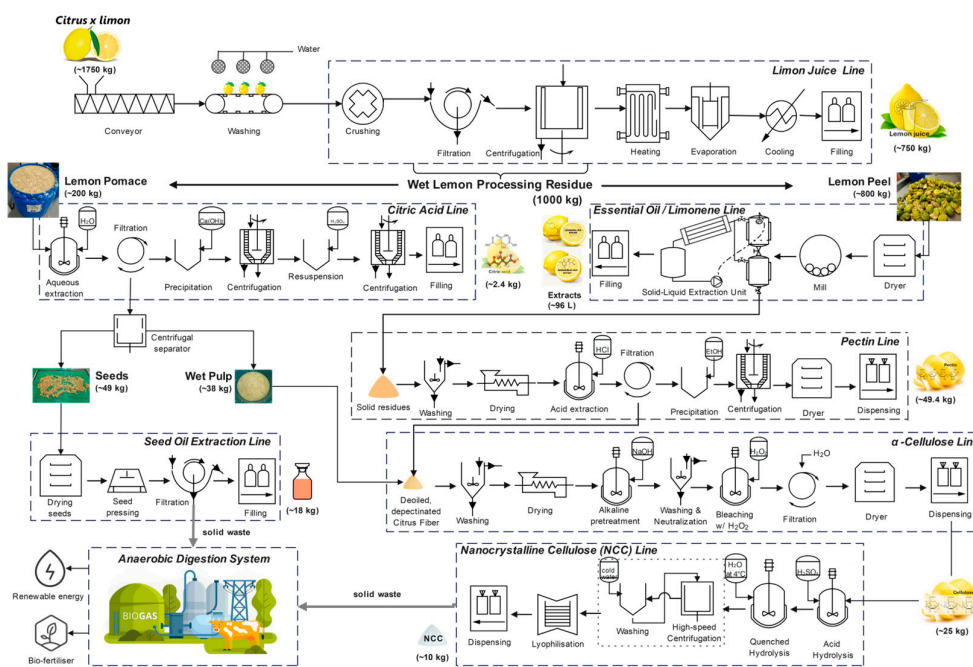 Citrus x limon
(~1750 kg)
Water
Conveyor
Washing
Limon Juice Line
Crushing
Filtration
Centrifugation
Heating
Evaporation
Cooling
Filling
Lemon juice
(~750 kg)
Lemon Pomace
(~200 kg)
Wet Lemon Processing Residue
(1000 kg)
Lemon Peel
(~800 kg)
Citric Acid Line
H₂O
Filtration
Ca(OH)₂
H₂SO₄
Aqueous
extraction
Precipitation
Centrifugation
Resuspension
Centrifugation
Filling
Citric acid
(~2.4 kg)
Essential Oil / Limonene Line
Extracts
(~96 L)
Filling
Solid-Liquid Extraction Unit
Mill
Dryer
Centrifugal
separator
Seeds
(~49 kg)
Wet Pulp
(~38 kg)
Pectin Line
HCl
Filtration
EtOH
Solid residues
Washing
Drying
Acid extraction
Precipitation
Centrifugation
Dryer
Dispensing
Pectin
(~49.4 kg)
Seed Oil Extraction Line
Drying
seeds
Seed
pressing
Filtration
Filling
(~18 kg)
α-Cellulose Line
NaOH
H₂O₂
H₂O
Deoiled,
depectinated
Citrus Fiber
Washing
Drying
Alkaline
pretreatment
Washing &
Neutralization
Bleaching
w/ H₂O₂
Filtration
Dryer
Dispensing
Cellulose
(~25 kg)
solid waste
Anaerobic Digestion System
BIOGAS
Renewable energy
Bio-fertiliser
solid waste
Nanocrystalline Cellulose (NCC) Line
cold
water
H₂O
at 4°C
H₂SO₄
Dispensing
Lyophilisation
Washing
High-speed
Centrifugation
Quenched
Hydrolysis
Acid
Hydrolysis
NCC
(~10 kg)